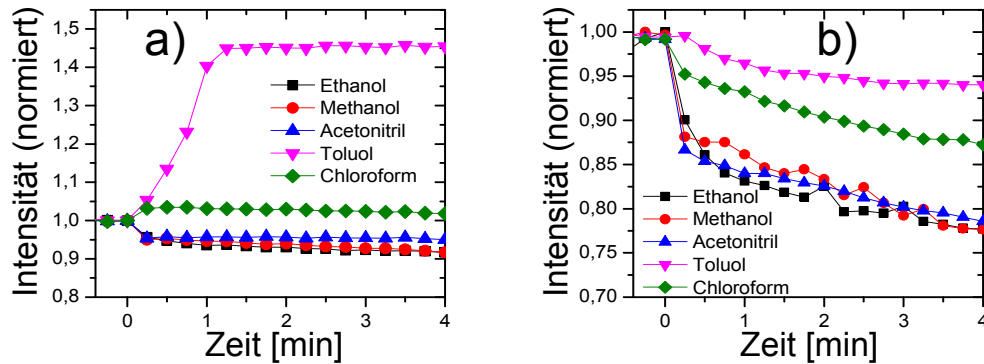 a)
Intensität (normiert)
1,5
1,4
1,3
1,2
1,1
1,0
0,9
0,8
Ethanol
Methanol
Acetonitril
Toluol
Chloroform
0
1
2
3
4
Zeit [min]
b)
Intensität (normiert)
1,00
0,95
0,90
0,85
0,80
0,75
0,70
Ethanol
Methanol
Acetonitril
Toluol
Chloroform
0
1
2
3
4
Zeit [min]